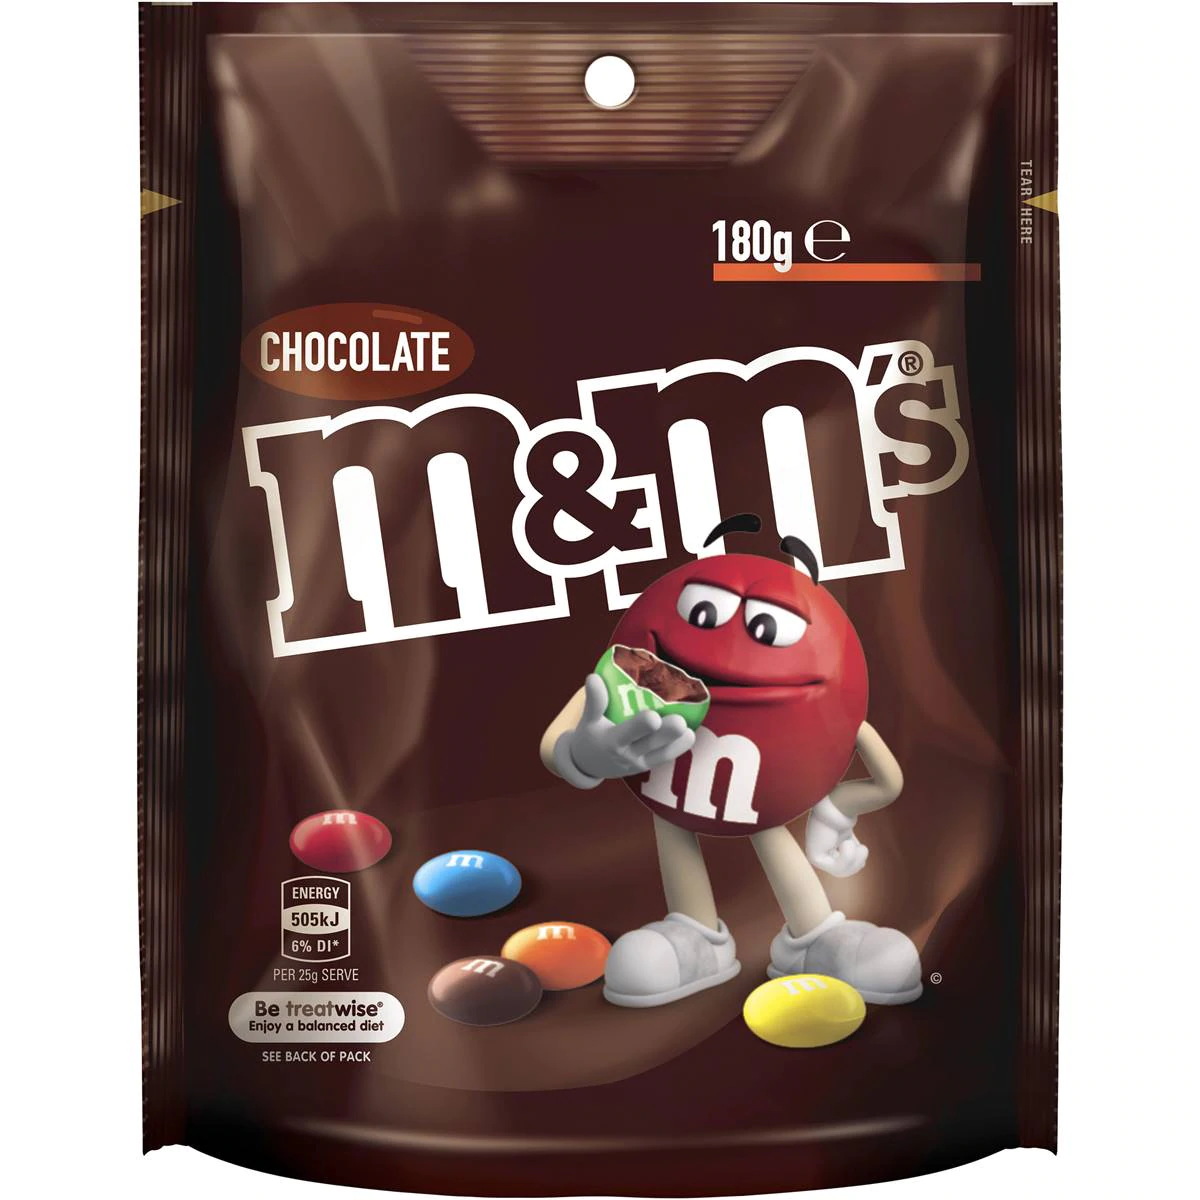 180g ℮
TEAR HERE
CHOCOLATE
m&m's®
m
m
m
m
m
m
m
ENERGY
505kJ
6% DI*
PER 25g SERVE
©
Be treatwise®
Enjoy a balanced diet
SEE BACK OF PACK